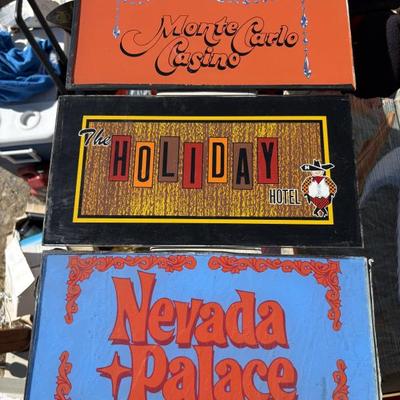 Monte Carlo
Casino
The
HOLIDAY
HOTEL
Nevada
Palace